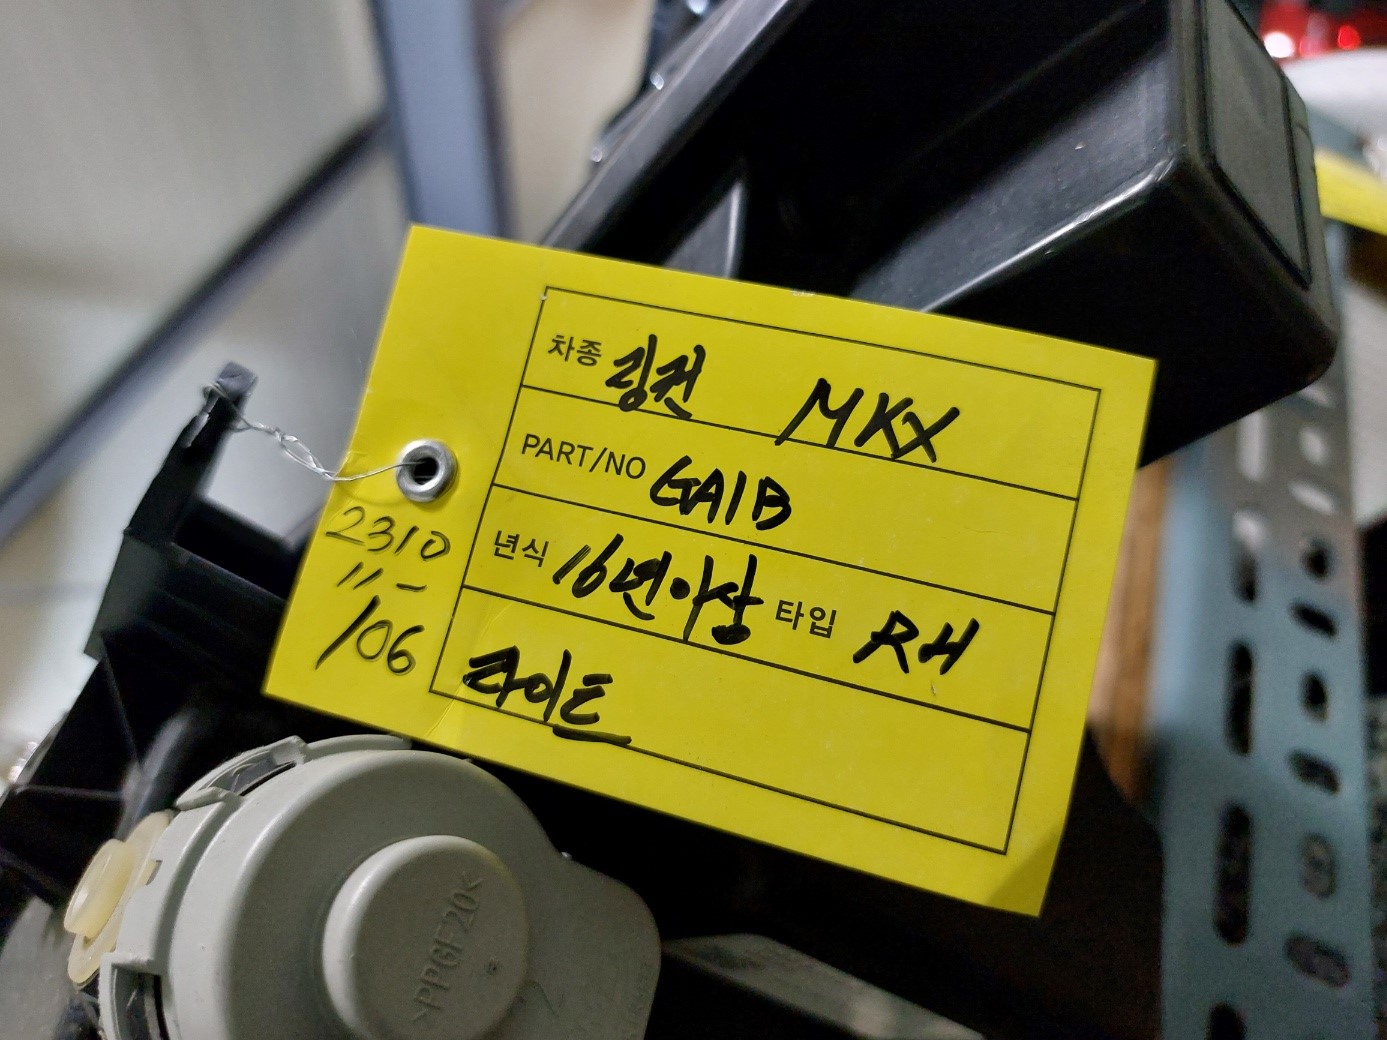 차종 링컨 MKX
PART/NO GA1B
년식 16년이상 타입 RH
라이트
2310
11-
106
>PPGF20<